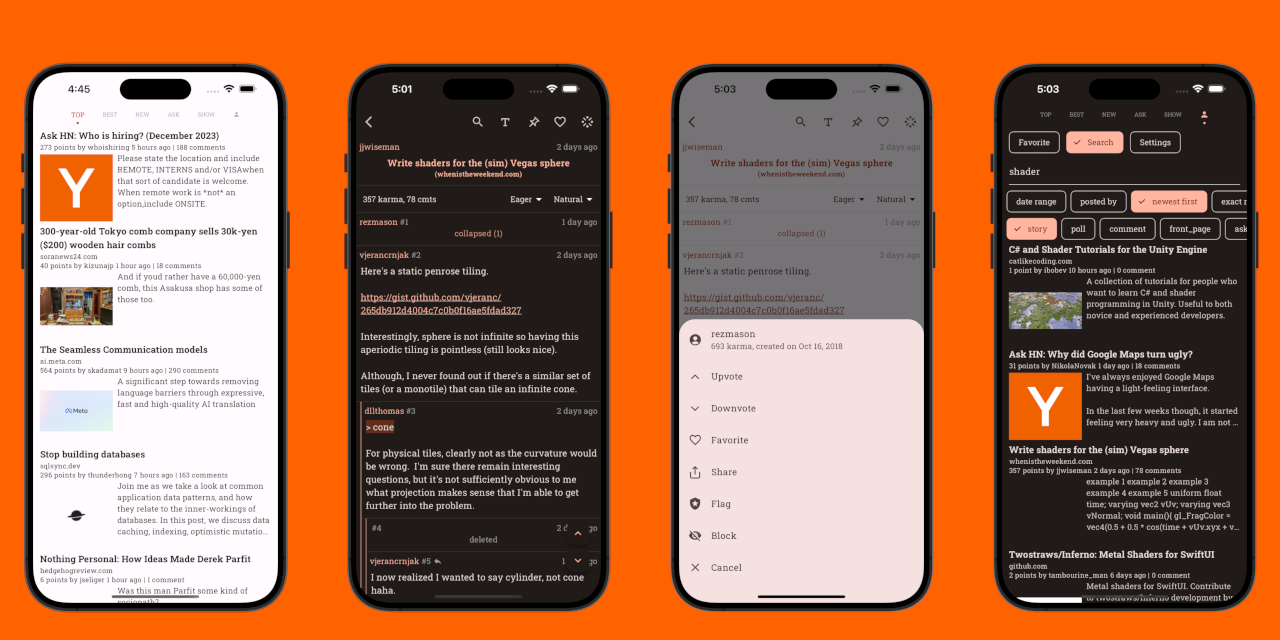 4:45
TOP BEST NEW ASK SHOW
Ask HN: Who is hiring? (December 2023)
273 points by whoishiring 5 hours ago | 188 comments
Y
Please state the location and include
REMOTE, INTERNS and/or VISAwhen
that sort of candidate is welcome.
When remote work is *not* an
option,include ONSITE.
300-year-old Tokyo comb company sells 30k-yen
($200) wooden hair combs
soranews24.com
40 points by kizunajp 1 hour ago | 18 comments
And if youd rather have a 60,000-yen
comb, this Asakusa shop has some of
those too.
The Seamless Communication models
ai.meta.com
564 points by skadamat 9 hours ago | 290 comments
Meta
A significant step towards removing
language barriers through expressive,
fast and high-quality AI translation
Stop building databases
sqlsync.dev
296 points by thunderbong 7 hours ago | 163 comments
Join me as we take a look at common
application data patterns, and how
they relate to the inner-workings of
databases. In this post, we discuss data
caching, indexing, optimistic mutatio...
Nothing Personal: How Ideas Made Derek Parfit
hedgehogreview.com
6 points by jseliger 1 hour ago | 1 comment
Was this man Parfit some kind of
sociopath?
5:01
jjwiseman 2 days ago
Write shaders for the (sim) Vegas sphere
(whenistheweekend.com)
357 karma, 78 cmts Eager Natural
rezmason #1 1 day ago
collapsed (1)
vjerancrnjak #2 2 days ago
Here's a static penrose tiling.
https://gist.github.com/vjeranc/
265db912d4004c7c0b0f16ae5fdad327
Interestingly, sphere is not infinite so having this
aperiodic tiling is pointless (still looks nice).
Although, I never found out if there's a similar set of
tiles (or a monotile) that can tile an infinite cone.
dllthomas #3 2 days ago
> cone
For physical tiles, clearly not as the curvature would
be wrong. I'm sure there remain interesting
questions, but it's not sufficiently obvious to me
what projection makes sense that I'm able to get
further into the problem.
#4 2 d go
deleted
vjerancrnjak #5 1 go
I now realized I wanted to say cylinder, not cone
haha.
5:03
jjwiseman 2 days ago
Write shaders for the (sim) Vegas sphere
(whenistheweekend.com)
357 karma, 78 cmts Eager Natural
rezmason #1 1 day ago
collapsed (1)
vjerancrnjak #2 2 days ago
Here's a static penrose tiling.
https://gist.github.com/vjeranc/
265db912d4004c7c0b0f16ae5fdad327
rezmason
693 karma, created on Oct 16, 2018
Upvote
Downvote
Favorite
Share
Flag
Block
Cancel
5:03
TOP BEST NEW ASK SHOW
Favorite Search Settings
shader
date range posted by newest first exact
story poll comment front_page ask
C# and Shader Tutorials for the Unity Engine
catlikecoding.com
1 point by ibobev 10 hours ago | 0 comment
A collection of tutorials for people who
want to learn C# and shader
programming in Unity. Useful to both
novice and experienced developers.
Ask HN: Why did Google Maps turn ugly?
31 points by NikolaNovak 1 day ago | 18 comments
Y
I've always enjoyed Google Maps
having a light-feeling interface.
In the last few weeks though, it started
feeling very heavy and ugly. I am not ...
Write shaders for the (sim) Vegas sphere
whenistheweekend.com
357 points by jjwiseman 2 days ago | 78 comments
example 1 example 2 example 3
example 4 example 5 uniform float
time; varying vec2 vUv; varying vec3
vNormal; void main(){ gl_FragColor =
vec4(0.5 + 0.5 * cos(time + vUv.xyx + v...
Twostraws/Inferno: Metal Shaders for SwiftUI
github.com
2 points by tambourine_man 6 days ago | 0 comment
Metal shaders for SwiftUI. Contribute
to twostraws/Inferno development by